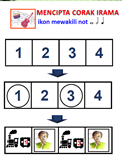 MENCIPTA CORAK IRAMA
ikon mewakili not
1 2 3 4
1 2 3 4